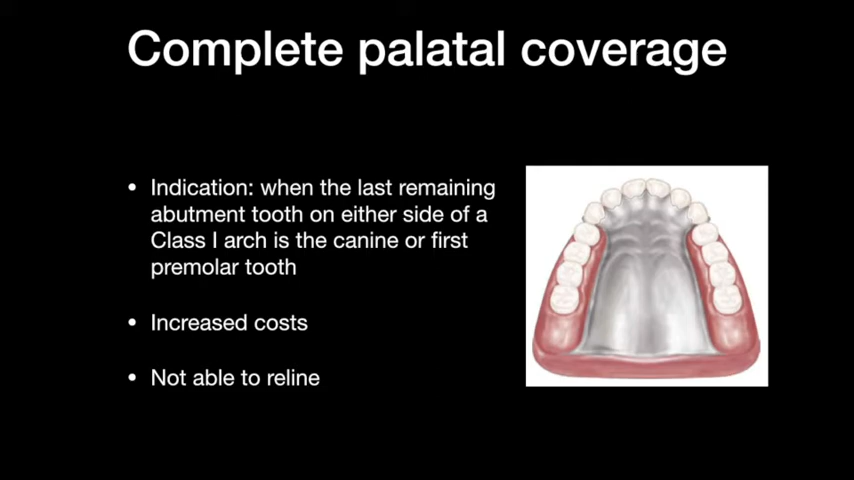 Complete palatal coverage
• Indication: when the last remaining
abutment tooth on either side of a
Class I arch is the canine or first
premolar tooth
• Increased costs
• Not able to reline